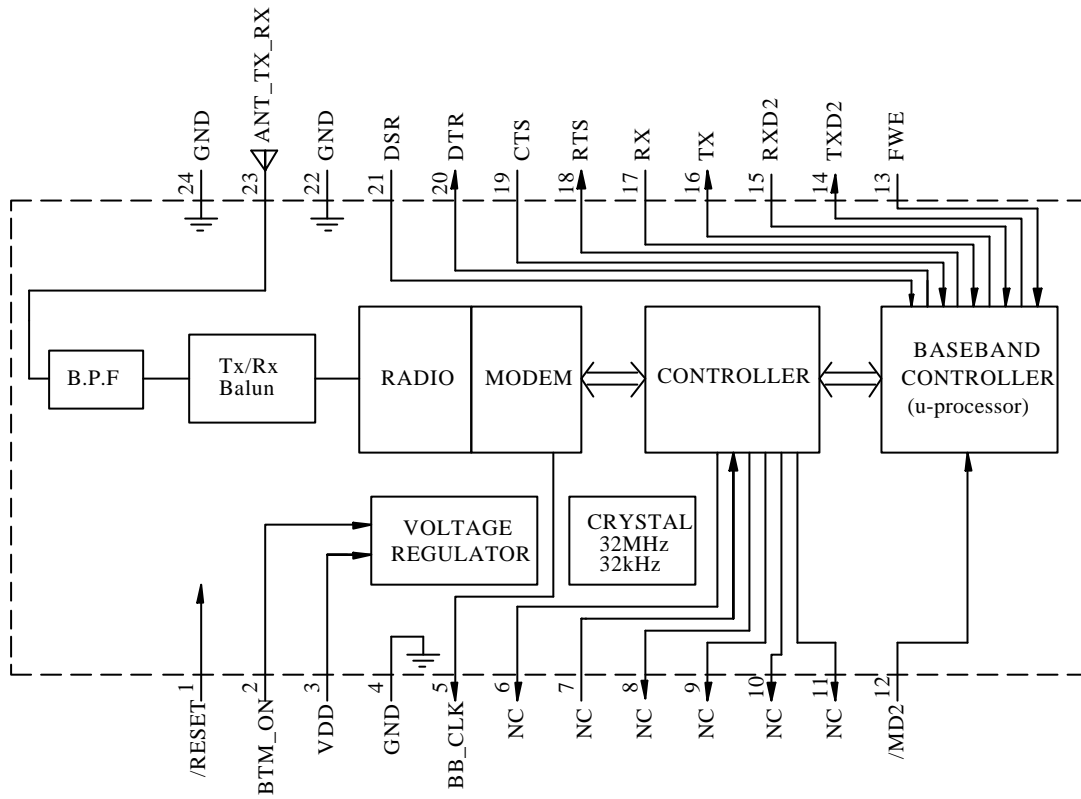 GND
ANT_TX_RX
GND
DSR
DTR
CTS
RTS
RX
TX
RXD2
TXD2
FWE
24
23
22
21
20
19
18
17
16
15
14
13
B.P.F
Tx/Rx
Balun
RADIO
MODEM
CONTROLLER
BASEBAND
CONTROLLER
(u-processor)
VOLTAGE
REGULATOR
CRYSTAL
32MHz
32kHz
1
2
3
4
5
6
7
8
9
10
11
12
/RESET
BTM_ON
VDD
GND
BB_CLK
NC
NC
NC
NC
NC
NC
/MD2